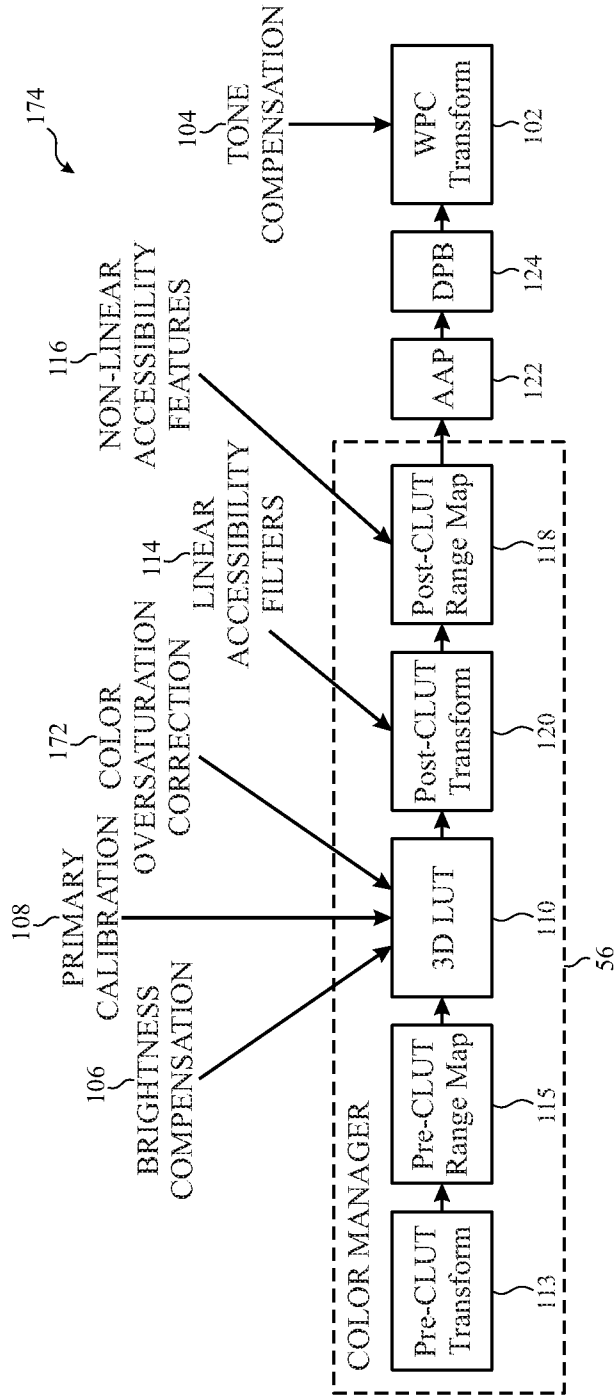 174
104
TONE
COMPENSATION
116
NON-LINEAR
ACCESSIBILITY
FEATURES
114
LINEAR
ACCESSIBILITY
FILTERS
172
COLOR
OVERSATURATION
CORRECTION
108
PRIMARY
CALIBRATION
106
BRIGHTNESS
COMPENSATION
COLOR MANAGER
Pre-CLUT
Transform
113
Pre-CLUT
Range Map
115
3D LUT
110
Post-CLUT
Transform
120
Post-CLUT
Range Map
118
AAP
122
DPB
124
WPC
Transform
102
56